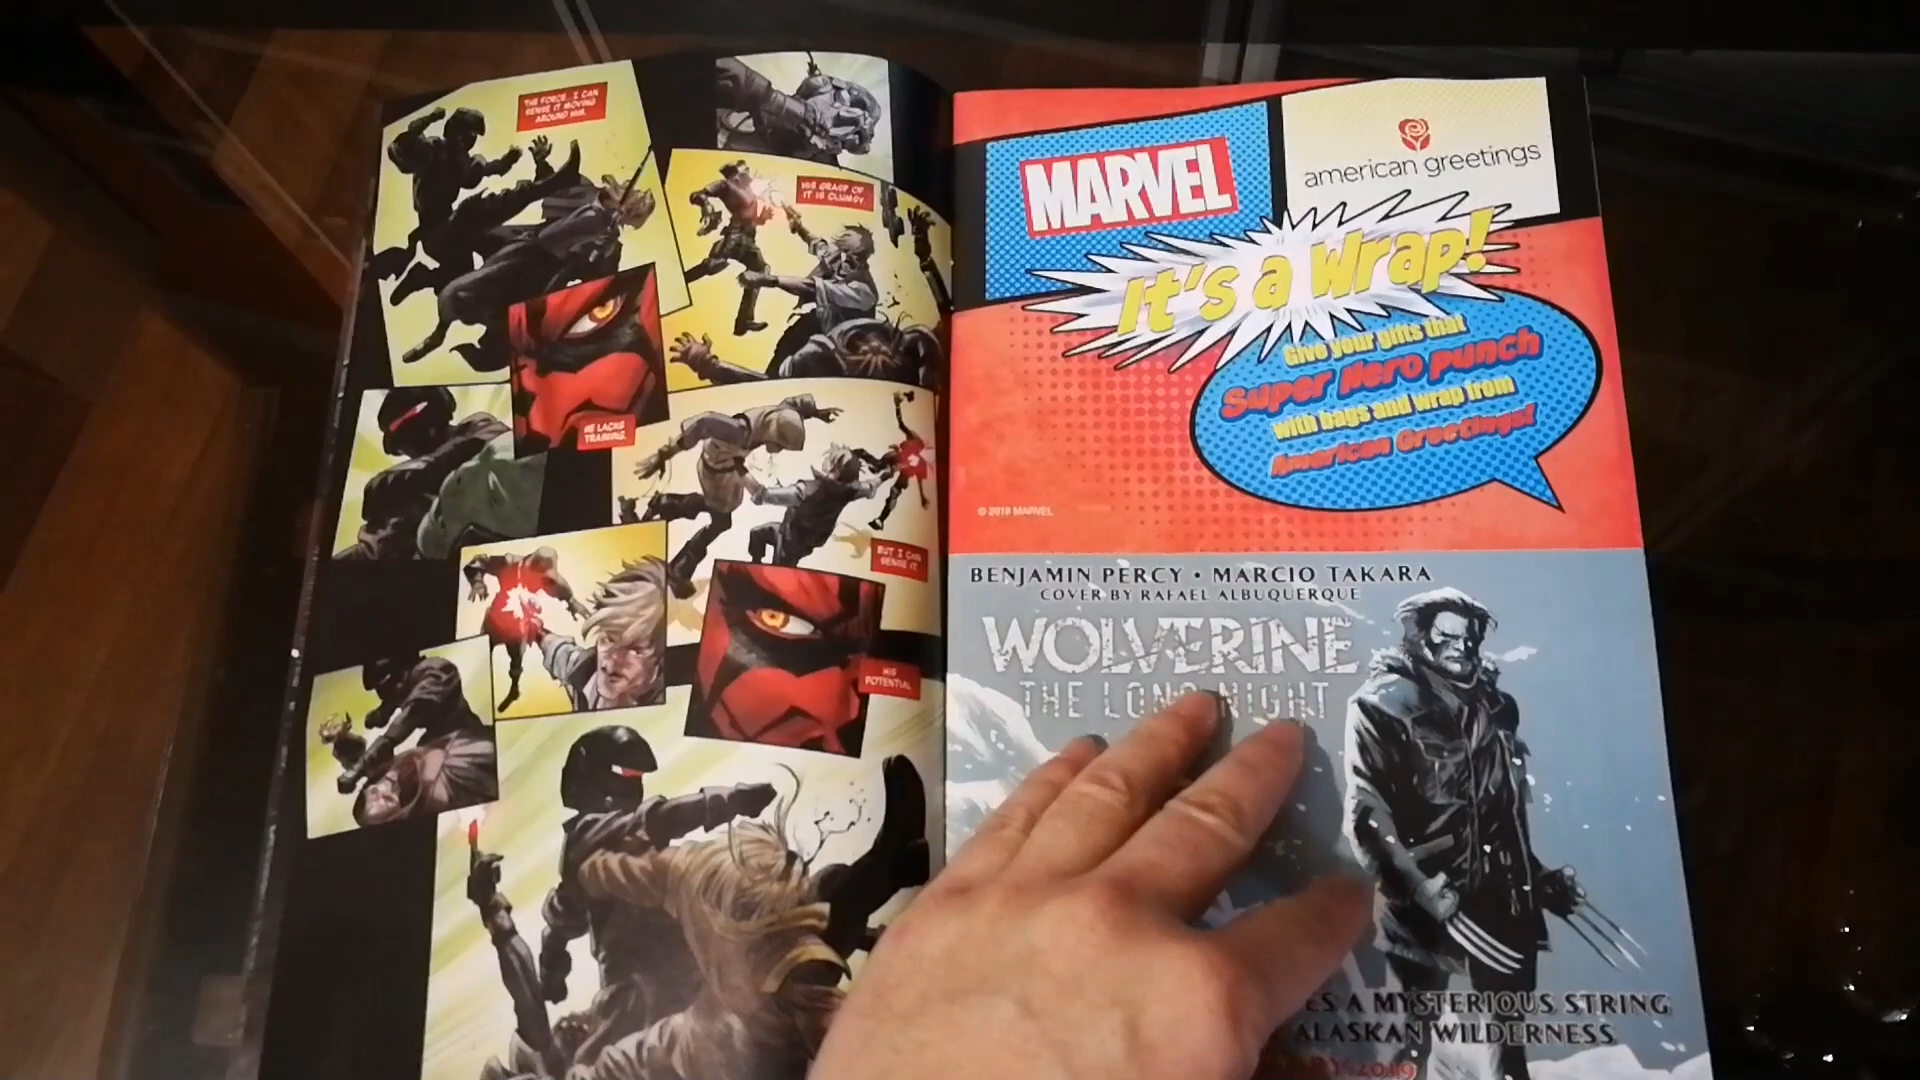 THE FORCE. I CAN
SENSE IT MOVING
AROUND HIM.
HIS GRASP OF
IT IS CLUMSY.
HE LACKS
TRAINING.
BUT I CAN
SENSE IT.
HIS
POTENTIAL.
MARVEL
american greetings
It's a Wrap!
Give your gifts that
Super Hero punch
with bags and wrap from
American Greetings!
© 2018 MARVEL
BENJAMIN PERCY • MARCIO TAKARA
COVER BY RAFAEL ALBUQUERQUE
WOLVERINE
THE LONG NIGHT
A MYSTERIOUS STRING
ALASKAN WILDERNESS
2019